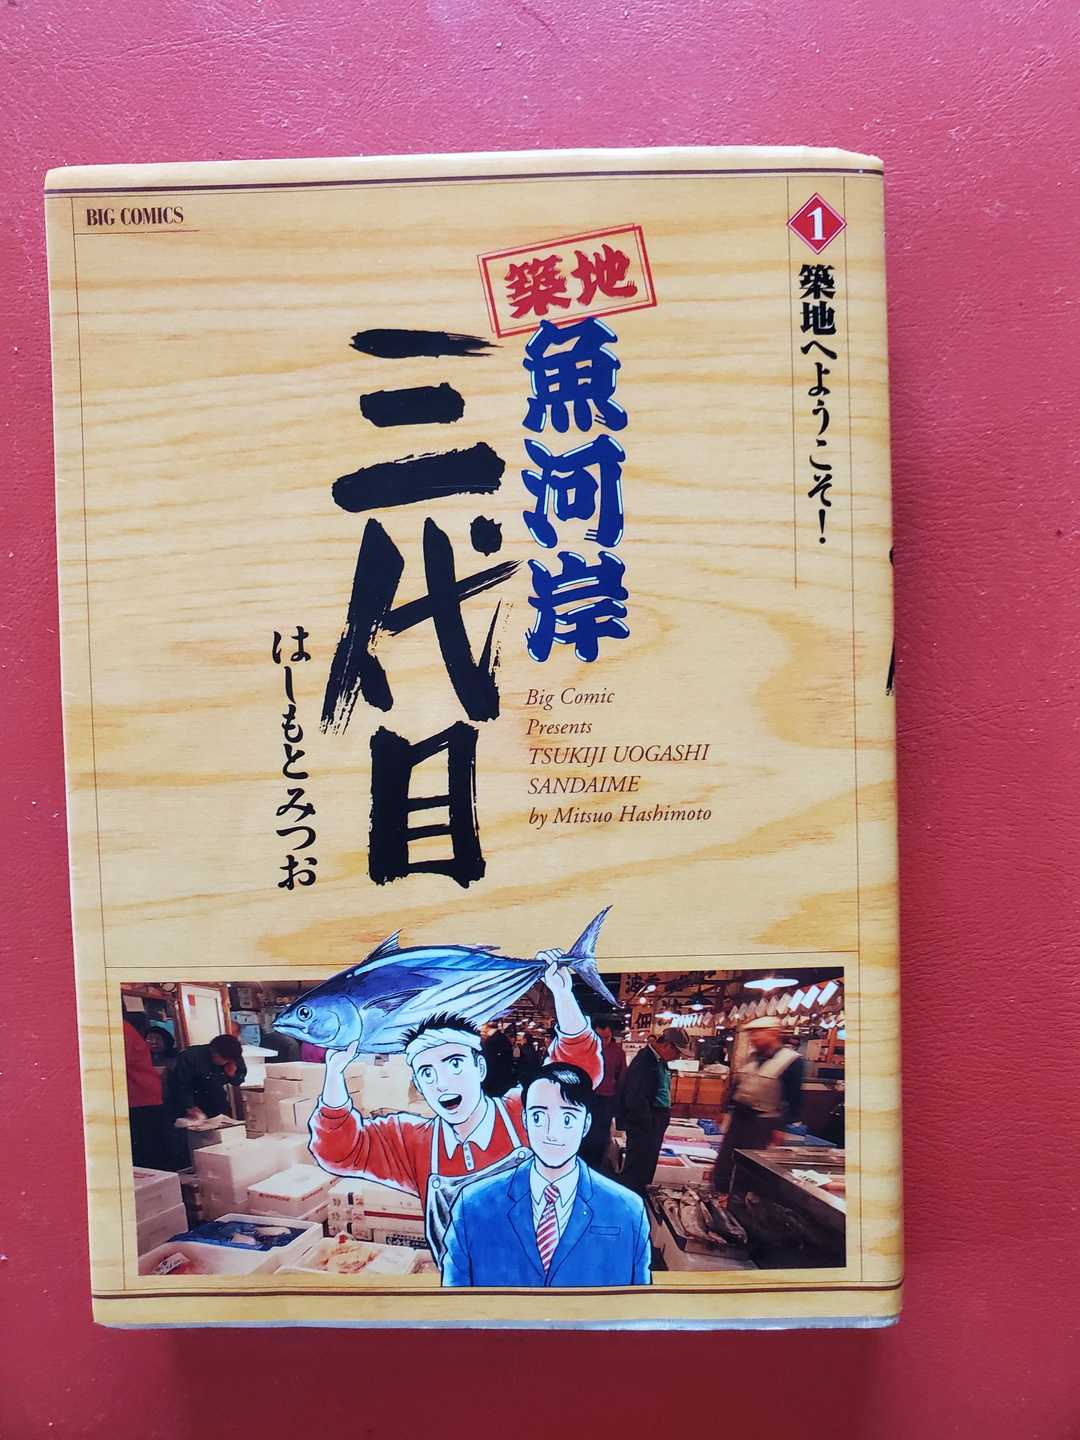 BIG COMICS
1
築地へようこそ!
築地
魚河岸
三代目
はしもとみつお
Big Comic
Presents
TSUKIJI UOGASHI
SANDAIME
by Mitsuo Hashimoto